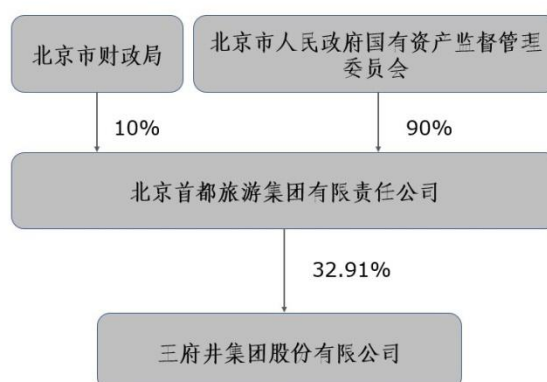 北京市财政局
北京市人民政府国有资产监督管理
委员会
10%
90%
北京首都旅游集团有限责任公司
32.91%
王府井集团股份有限公司